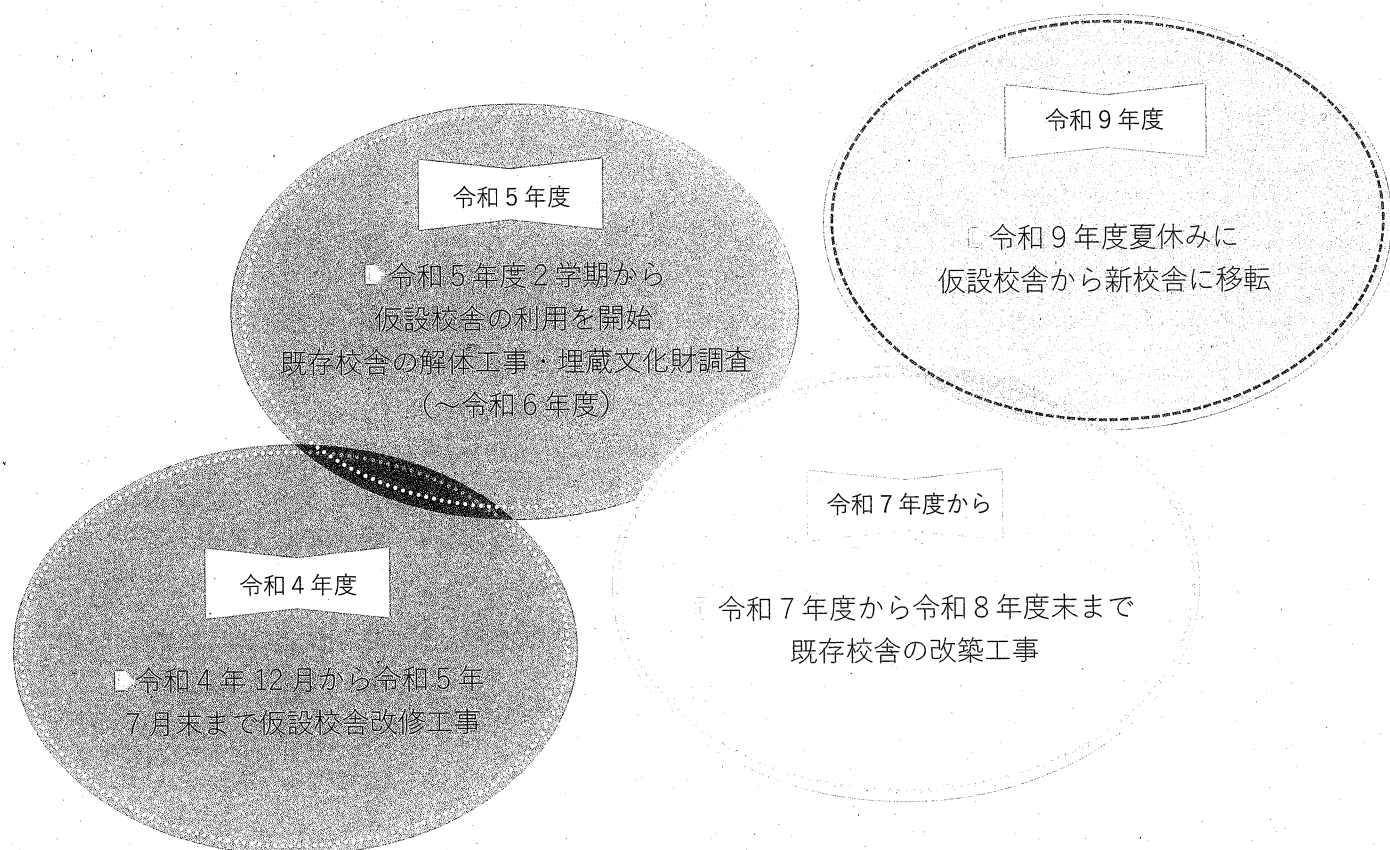 令和4年度
令和4年12月から令和5年
7月末まで仮設校舎改修工事
令和5年度
令和5年度2学期から
仮設校舎の利用を開始
既存校舎の解体工事・埋蔵文化財調査
（～令和6年度）
令和7年度から
令和7年度から令和8年度末まで
既存校舎の改築工事
令和9年度
令和9年度夏休みに
仮設校舎から新校舎に移転